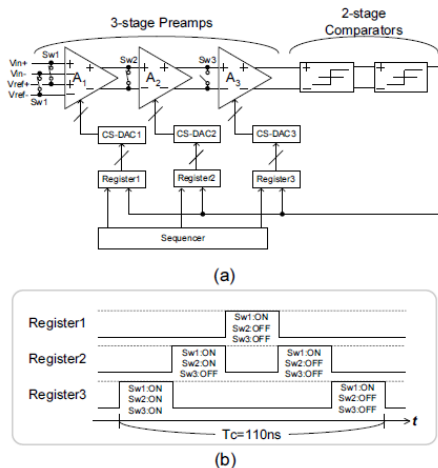 3-stage Preamps
2-stage
Comparators
Sw1
Vin+
Vin-
Vref+
Vref-
Sw1
A1
Sw2
A2
Sw3
A3
CS-DAC1
CS-DAC2
CS-DAC3
Register1
Register2
Register3
Sequencer
(a)
Register1
Sw1:ON
Sw2:OFF
Sw3:OFF
Register2
Sw1:ON
Sw2:ON
Sw3:OFF
Sw1:ON
Sw2:OFF
Sw3:OFF
Register3
Sw1:ON
Sw2:ON
Sw3:ON
Sw1:ON
Sw2:OFF
Sw3:OFF
t
Tc=110ns
(b)